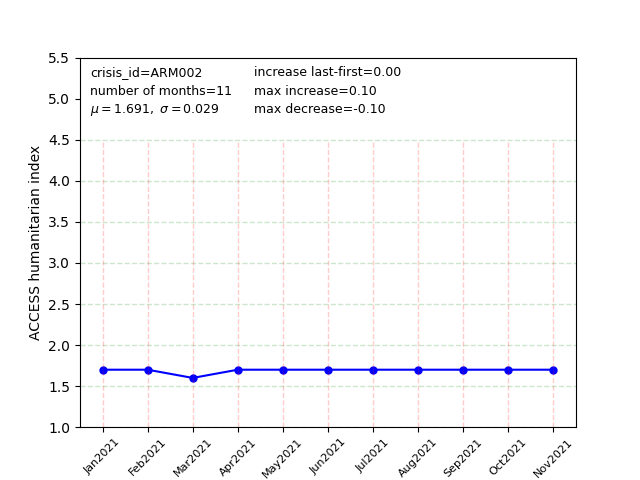 crisis_id=ARM002
number of months=11
μ = 1.691, σ = 0.029
increase last-first=0.00
max increase=0.10
max decrease=-0.10
ACCESS humanitarian index
5.5
5.0
4.5
4.0
3.5
3.0
2.5
2.0
1.5
1.0
Jan2021
Feb2021
Mar2021
Apr2021
May2021
Jun2021
Jul2021
Aug2021
Sep2021
Oct2021
Nov2021